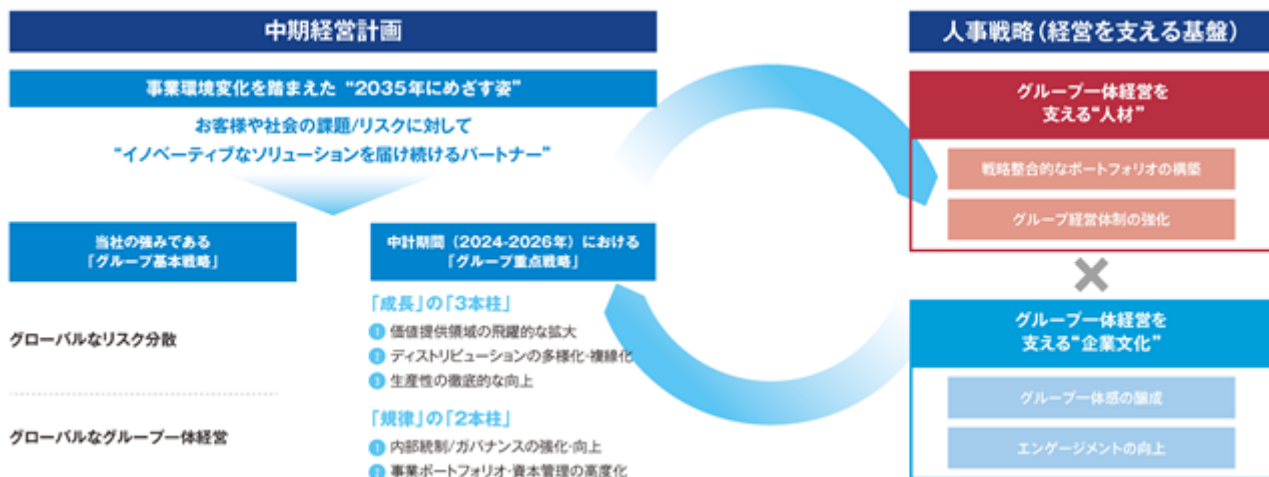 中期経営計画
事業環境変化を踏まえた “2035年にめざす姿”
お客様や社会の課題/リスクに対して
“イノベーティブなソリューションを届け続けるパートナー”
当社の強みである
「グループ基本戦略」
グローバルなリスク分散
グローバルなグループ一体経営
中計期間（2024-2026年）における
「グループ重点戦略」
「成長」の「3本柱」
1 価値提供領域の飛躍的な拡大
2 ディストリビューションの多様化・複線化
3 生産性の徹底的な向上
「規律」の「2本柱」
1 内部統制/ガバナンスの強化・向上
2 事業ポートフォリオ・資本管理の高度化
人事戦略（経営を支える基盤）
グループ一体経営を
支える“人材”
戦略整合的なポートフォリオの構築
グループ経営体制の強化
×
グループ一体経営を
支える“企業文化”
グループ一体感の醸成
エンゲージメントの向上